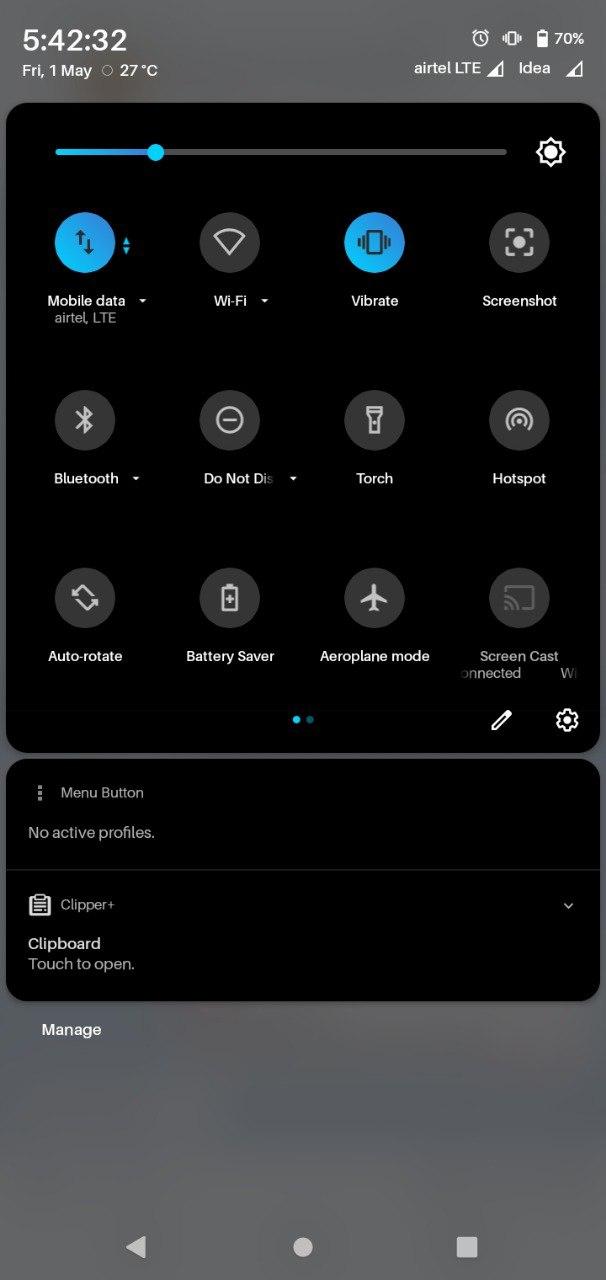 5:42:32 70%
Fri, 1 May 27 °C airtel LTE Idea
Mobile data Wi-Fi Vibrate Screenshot
airtel, LTE
Bluetooth Do Not Dis Torch Hotspot
Auto-rotate Battery Saver Aeroplane mode Screen Cast
onnected Wi
Menu Button
No active profiles.
Clipper+
Clipboard
Touch to open.
Manage